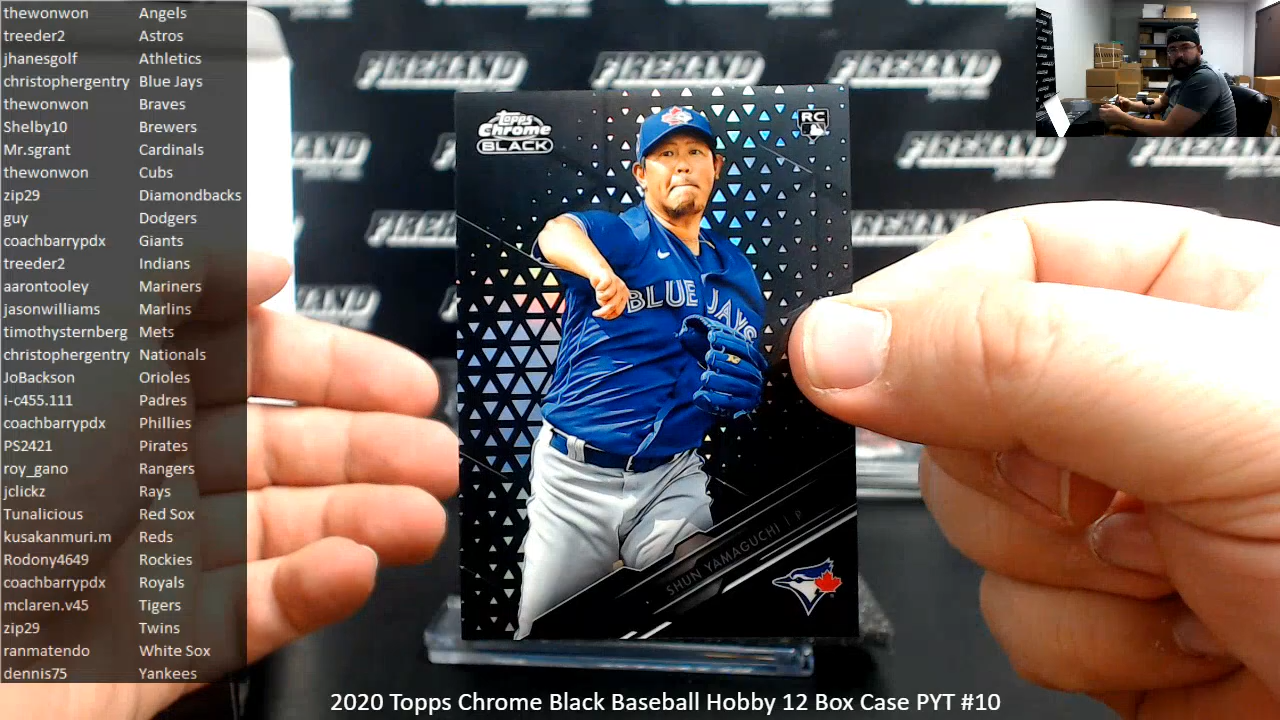 thewonwon Angels
treeder2 Astros
jhanesgolf Athletics
christophergentry Blue Jays
thewonwon Braves
Shelby10 Brewers
Mr.sgrant Cardinals
thewonwon Cubs
zip29 Diamondbacks
guy Dodgers
coachbarrypdx Giants
treeder2 Indians
aarontooley Mariners
jasonwilliams Marlins
timothysternberg Mets
christophergentry Nationals
JoBackson Orioles
i-c455.111 Padres
coachbarrypdx Phillies
PS2421 Pirates
roy_gano Rangers
jclickz Rays
Tunalicious Red Sox
kusakanmuri.m Reds
Rodony4649 Rockies
coachbarrypdx Royals
mclaren.v45 Tigers
zip29 Twins
ranmatendo White Sox
dennis75 Yankees
FIREHAND FIREHAND FIREHAND
Topps
Chrome
BLACK
RC
BLUE JAYS
SHUN YAMAGUCHI | P
2020 Topps Chrome Black Baseball Hobby 12 Box Case PYT #10